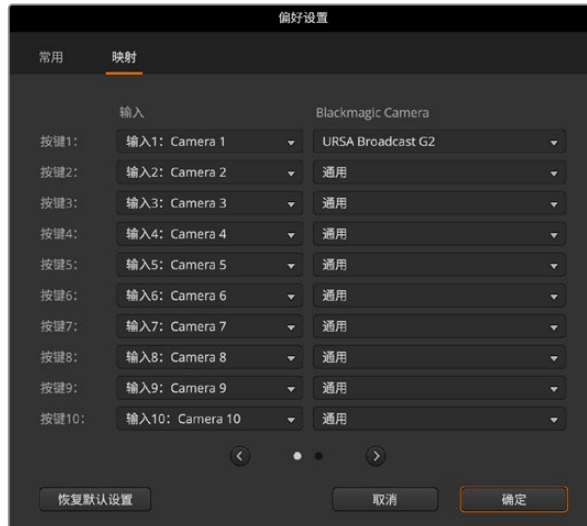 偏好设置
常用 映射
输入 Blackmagic Camera
按键1： 输入1：Camera 1 URSA Broadcast G2
按键2： 输入2：Camera 2 通用
按键3： 输入3：Camera 3 通用
按键4： 输入4：Camera 4 通用
按键5： 输入5：Camera 5 通用
按键6： 输入6：Camera 6 通用
按键7： 输入7：Camera 7 通用
按键8： 输入8：Camera 8 通用
按键9： 输入9：Camera 9 通用
按键10： 输入10：Camera 10 通用
恢复默认设置 取消 确定